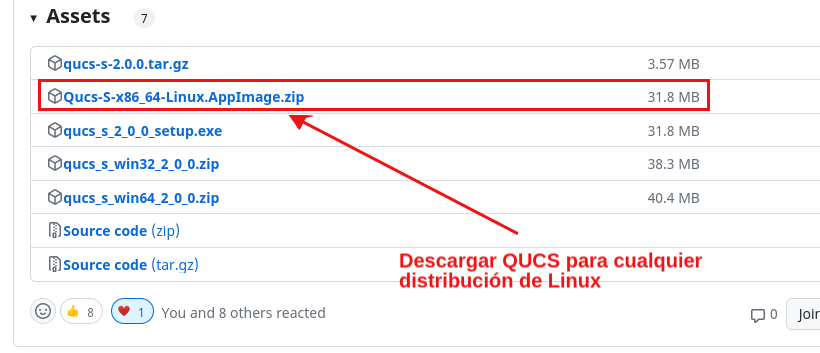 Assets 7
qucs-s-2.0.0.tar.gz 3.57 MB
Qucs-S-x86_64-Linux.AppImage.zip 31.8 MB
qucs_s_2_0_0_setup.exe 31.8 MB
qucs_s_win32_2_0_0.zip 38.3 MB
qucs_s_win64_2_0_0.zip 40.4 MB
Source code (zip)
Source code (tar.gz)
Descargar QUCS para cualquier
distribución de Linux
8 1 You and 8 others reacted 0 Join